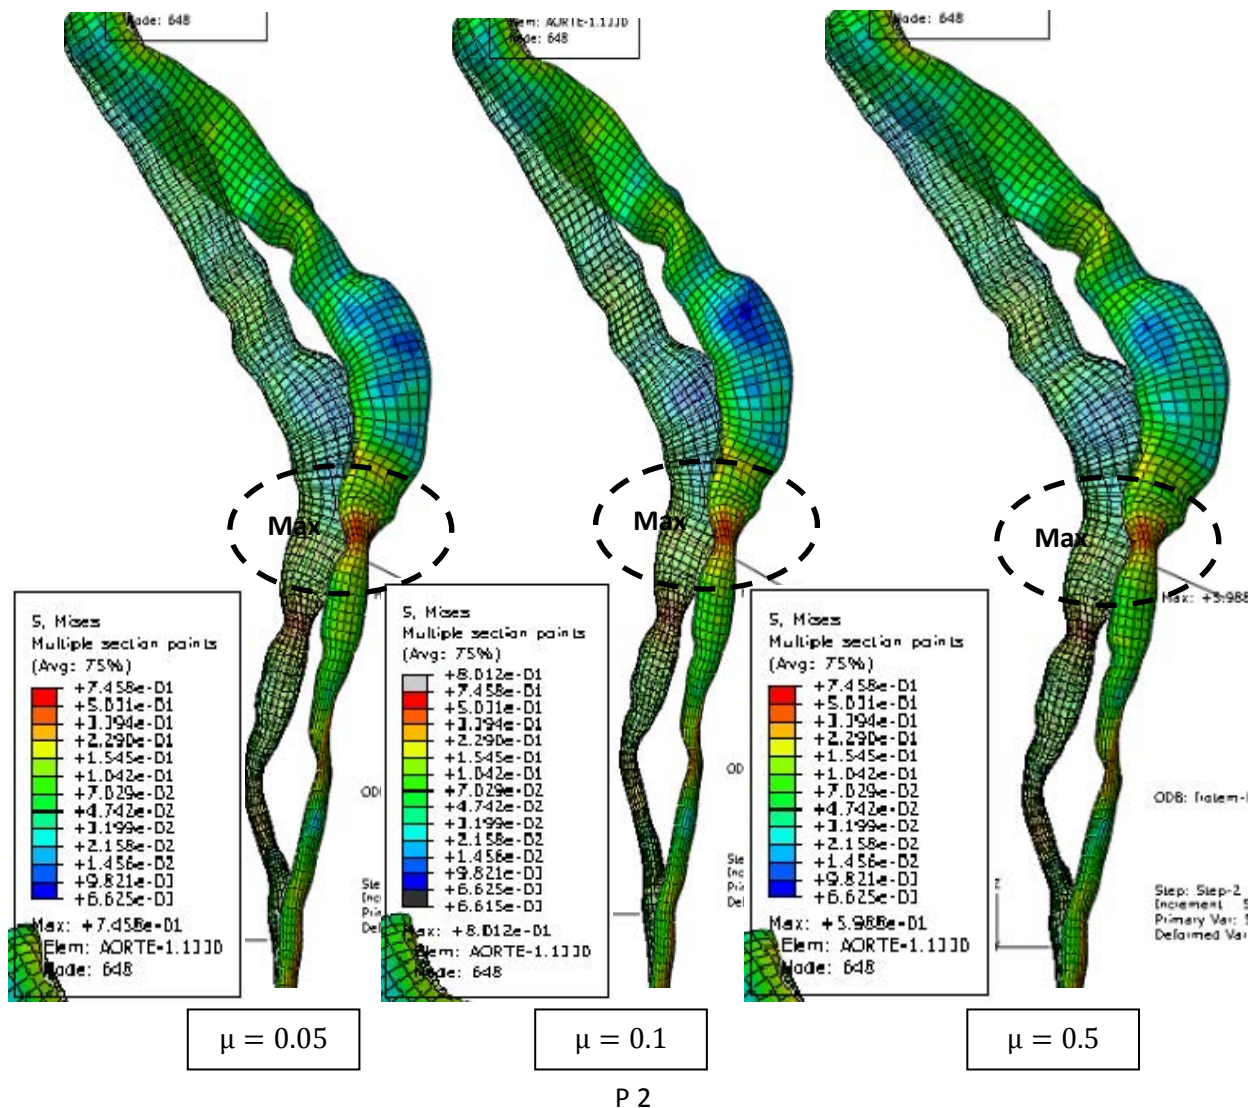 Node: 648
Elem: AORTE-1.1330
Node: 648
Node: 648
Max
Max
Max
S, Mises
Multiple section points
(Avg: 75%)
+7.458e-01
+5.031e-01
+3.394e-01
+2.290e-01
+1.545e-01
+1.042e-01
+7.029e-02
+4.742e-02
+3.199e-02
+2.158e-02
+1.456e-02
+9.821e-03
+6.625e-03
Max: +7.458e-01
Elem: AORTE-1.1330
Node: 648
S, Mises
Multiple section points
(Avg: 75%)
+8.012e-01
+7.458e-01
+5.031e-01
+3.394e-01
+2.290e-01
+1.545e-01
+1.042e-01
+7.029e-02
+4.742e-02
+3.199e-02
+2.158e-02
+1.456e-02
+9.821e-03
+6.625e-03
+6.615e-03
Max: +8.012e-01
Elem: AORTE-1.1330
Node: 648
S, Mises
Multiple section points
(Avg: 75%)
+7.458e-01
+5.031e-01
+3.394e-01
+2.290e-01
+1.545e-01
+1.042e-01
+7.029e-02
+4.742e-02
+3.199e-02
+2.158e-02
+1.456e-02
+9.821e-03
+6.625e-03
Max: +5.988e-01
Elem: AORTE-1.1330
Node: 648
Max: +5.988
ODB:
Step: Step-2
Increment
Primary Var:
Deformed Var
μ = 0.05
μ = 0.1
μ = 0.5
P 2